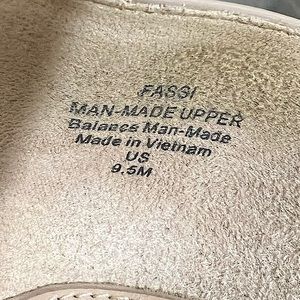 FASSI
MAN-MADE UPPER
Balance Man-Made
Made in Vietnam
US
9.5M